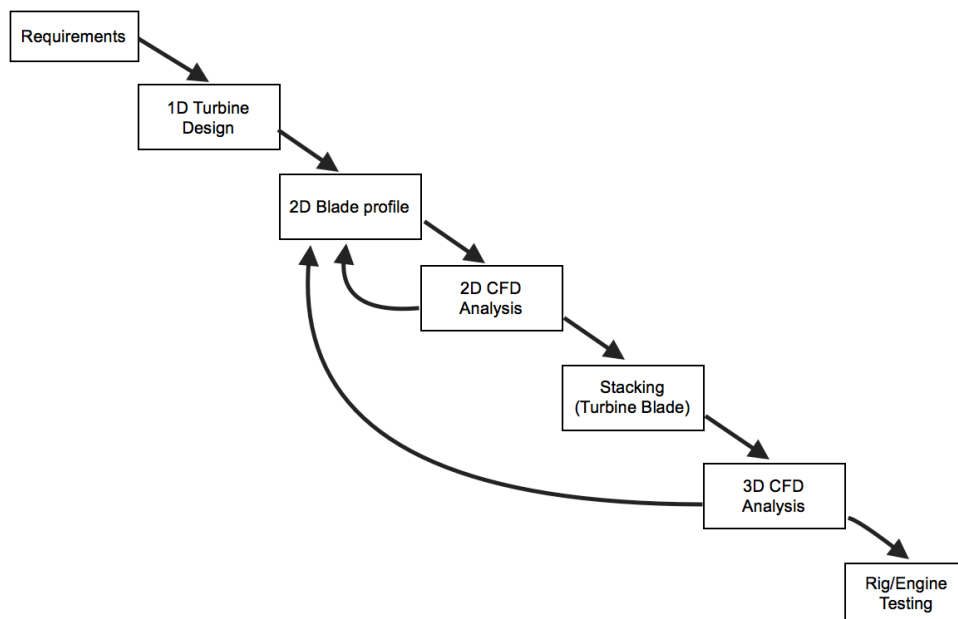 Requirements
1D Turbine
Design
2D Blade profile
2D CFD
Analysis
Stacking
(Turbine Blade)
3D CFD
Analysis
Rig/Engine
Testing